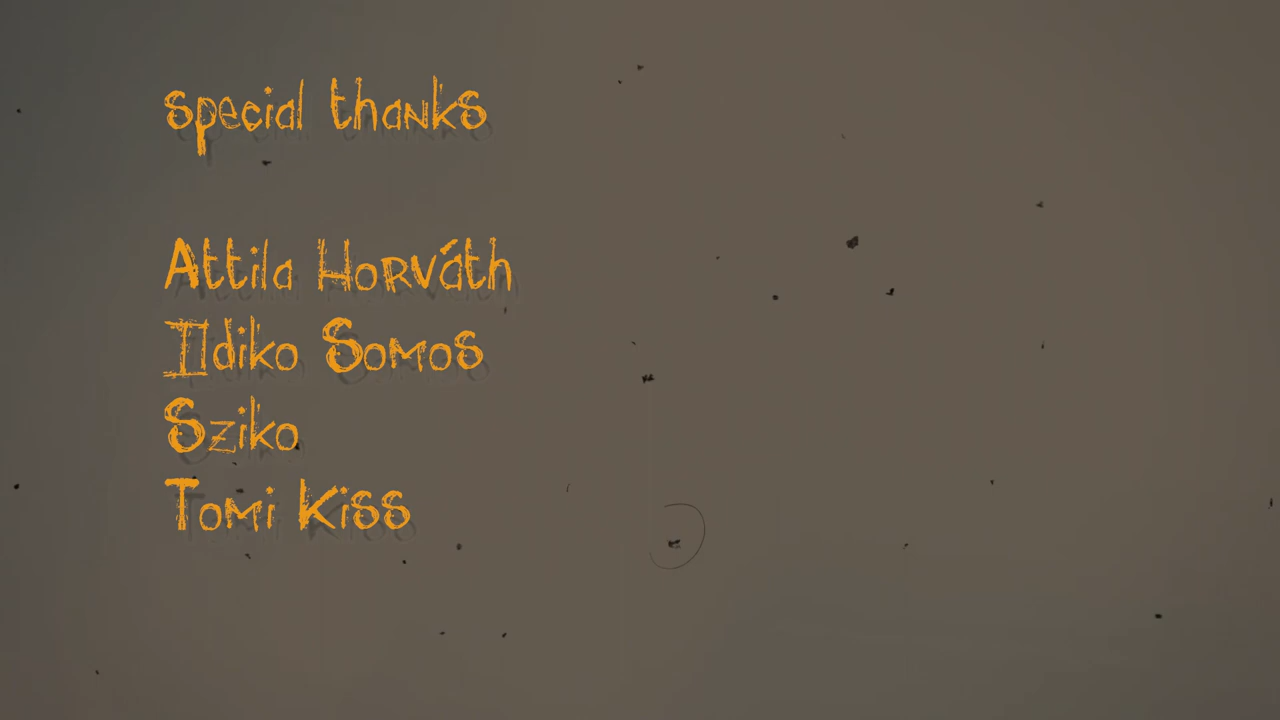 special thanks
Attila Horváth
Ildiko Somos
Sziko
Tomi Kiss